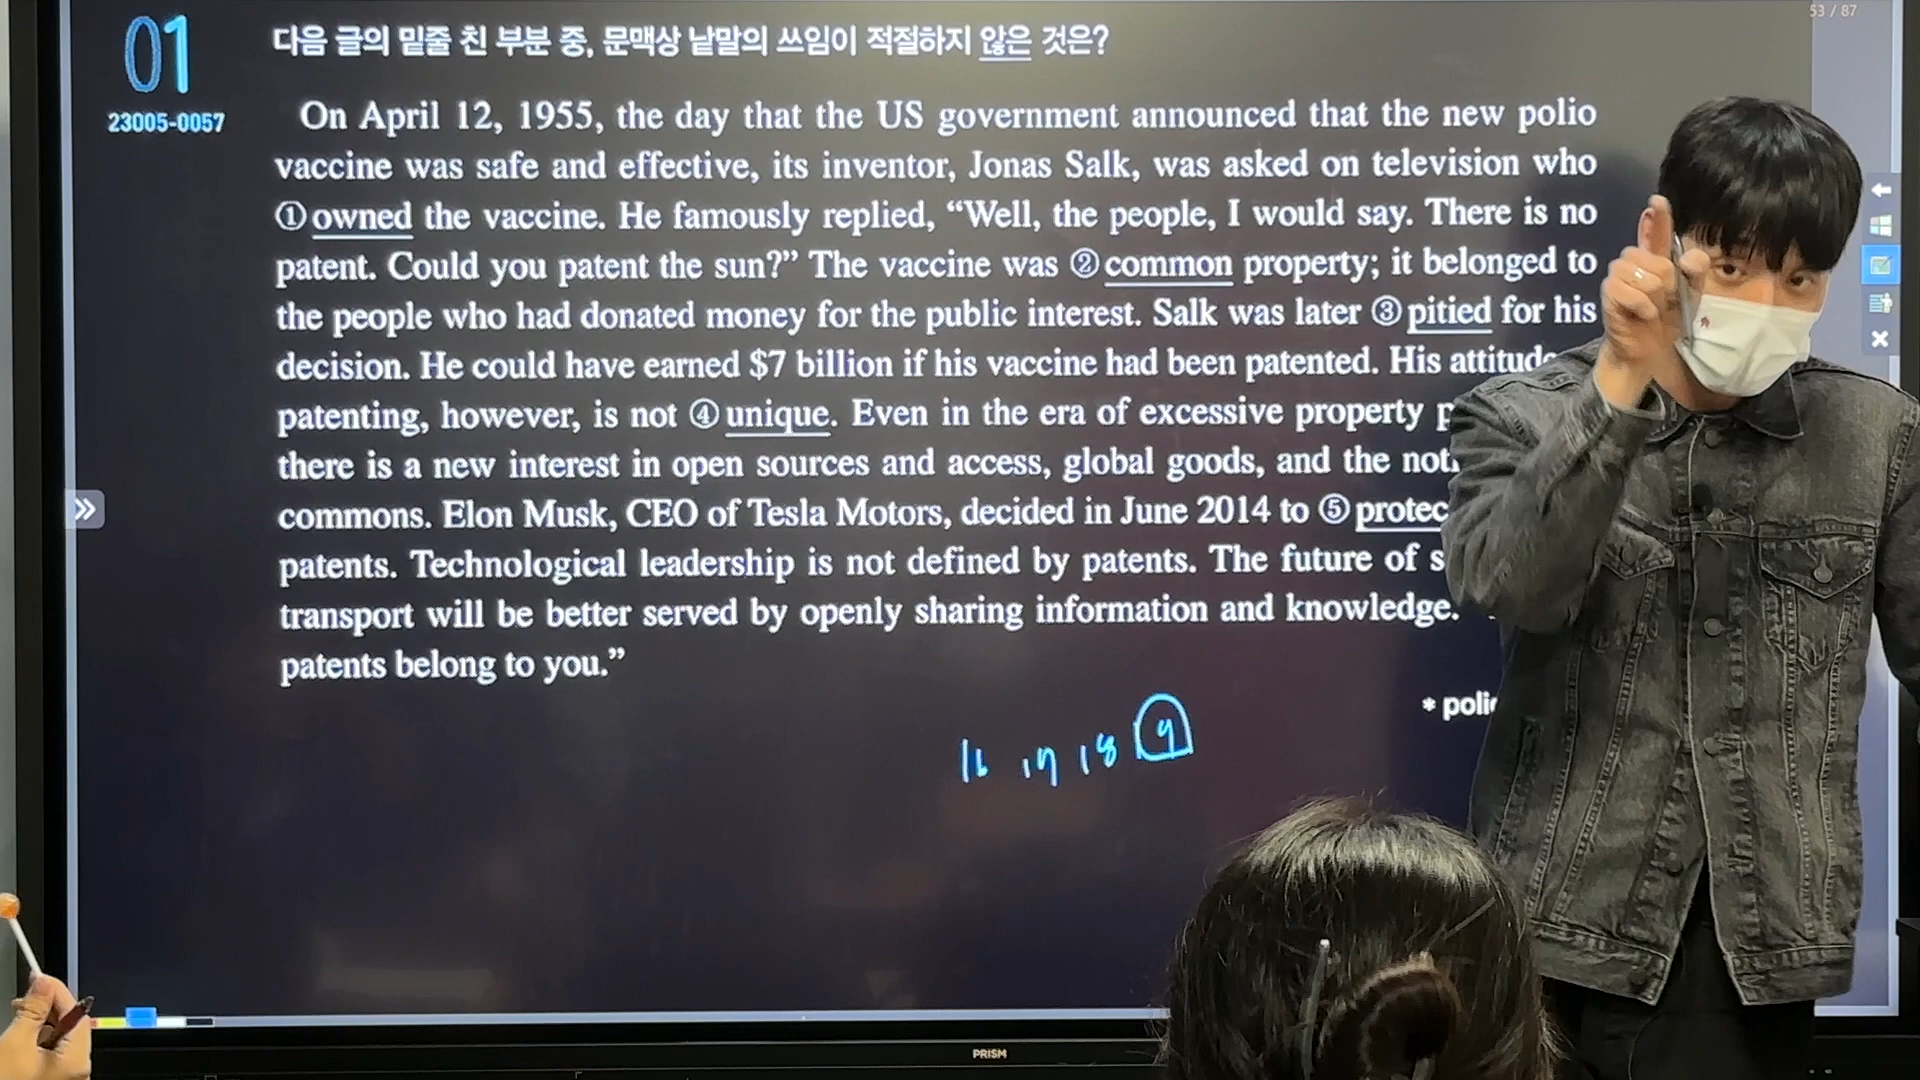 53 / 87
01
23005-0057
다음 글의 밑줄 친 부분 중, 문맥상 낱말의 쓰임이 적절하지 않은 것은?
On April 12, 1955, the day that the US government announced that the new polio
vaccine was safe and effective, its inventor, Jonas Salk, was asked on television who
① owned the vaccine. He famously replied, “Well, the people, I would say. There is no
patent. Could you patent the sun?” The vaccine was ② common property; it belonged to
the people who had donated money for the public interest. Salk was later ③ pitied for his
decision. He could have earned $7 billion if his vaccine had been patented. His
patenting, however, is not ④ unique. Even in the era of excessive property
there is a new interest in open sources and access, global goods, and the
commons. Elon Musk, CEO of Tesla Motors, decided in June 2014 to ⑤
patents. Technological leadership is not defined by patents. The future of
transport will be better served by openly sharing information and knowledge.
patents belong to you.”
*
16 17 18 9
PRISM